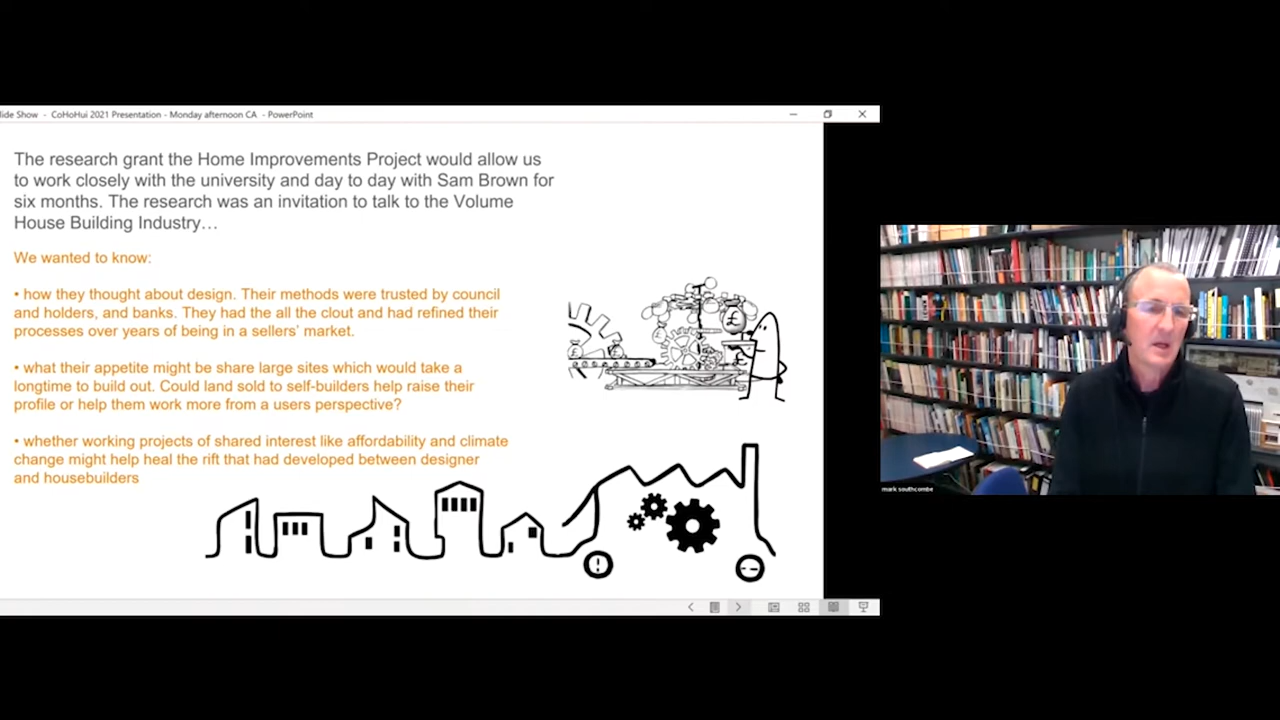 lide Show - CoHoHui 2021 Presentation - Monday afternoon CA - PowerPoint
The research grant the Home Improvements Project would allow us
to work closely with the university and day to day with Sam Brown for
six months. The research was an invitation to talk to the Volume
House Building Industry…
We wanted to know:
• how they thought about design. Their methods were trusted by council
and holders, and banks. They had the all the clout and had refined their
processes over years of being in a sellers’ market.
• what their appetite might be share large sites which would take a
longtime to build out. Could land sold to self-builders help raise their
profile or help them work more from a users perspective?
• whether working projects of shared interest like affordability and climate
change might help heal the rift that had developed between designer
and housebuilders
£
£
mark southcombe